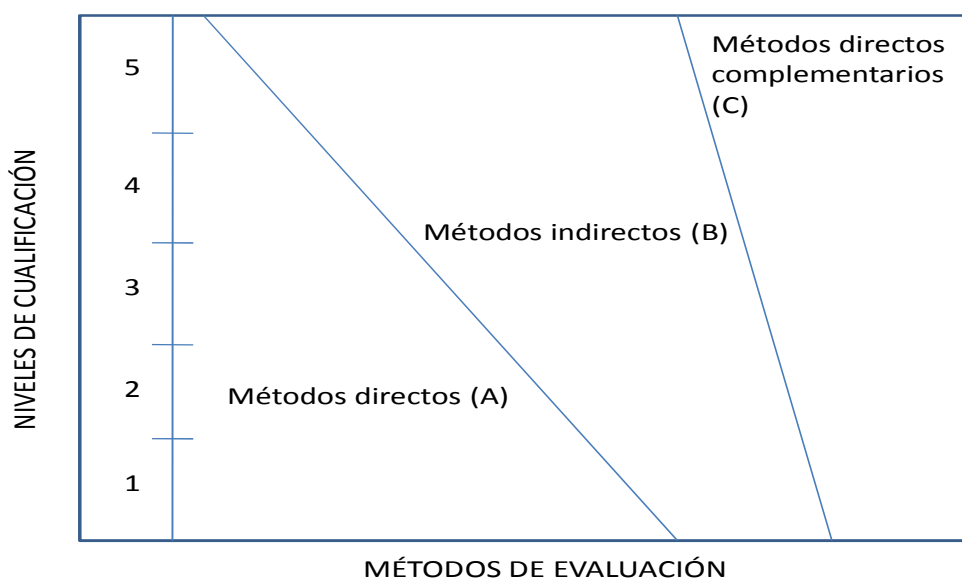 Métodos directos
complementarios
(C)
5
4
Métodos indirectos (B)
3
2
Métodos directos (A)
1
NIVELES DE CUALIFICACIÓN
MÉTODOS DE EVALUACIÓN